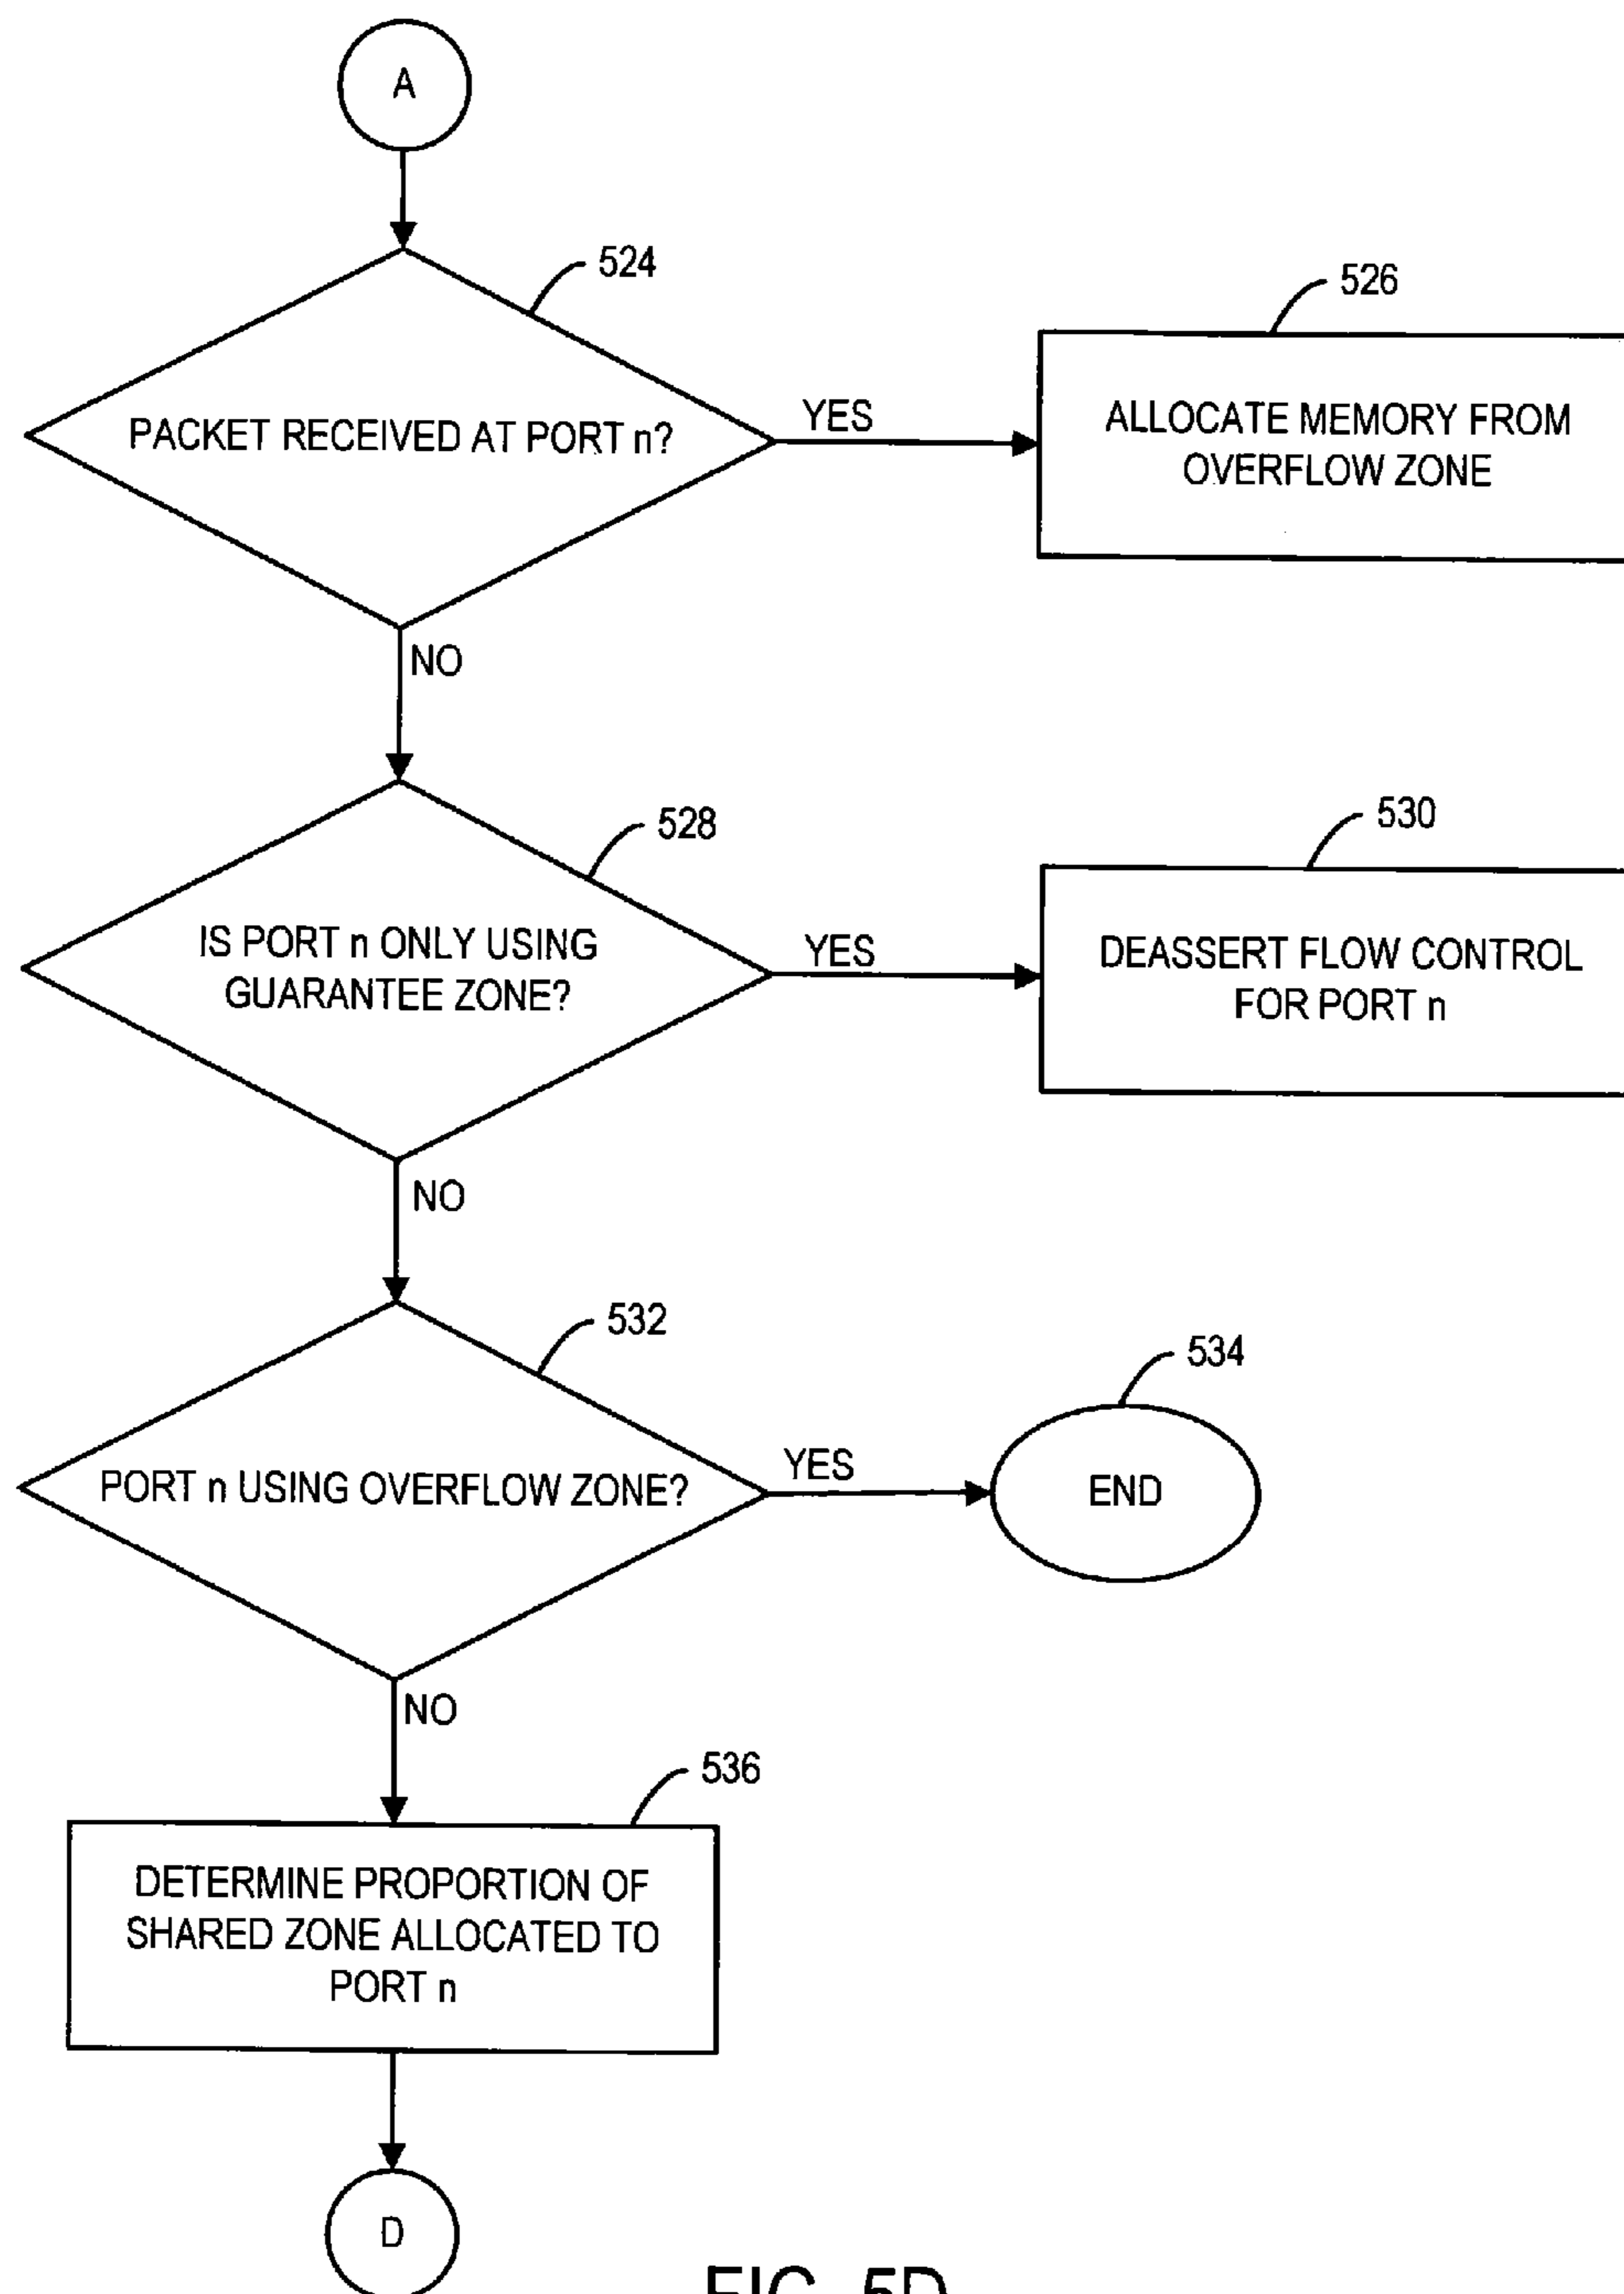 A
524
526
PACKET RECEIVED AT PORT n?
YES
ALLOCATE MEMORY FROM
OVERFLOW ZONE
NO
528
530
IS PORT n ONLY USING
GUARANTEE ZONE?
YES
DEASSERT FLOW CONTROL
FOR PORT n
NO
532
534
PORT n USING OVERFLOW ZONE?
YES
END
NO
536
DETERMINE PROPORTION OF
SHARED ZONE ALLOCATED TO
PORT n
D
FIG. 5D